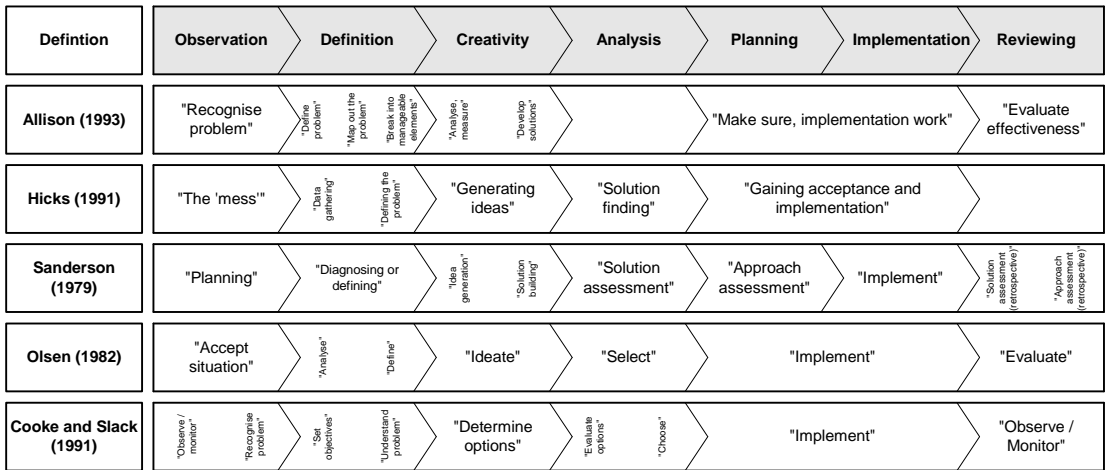 Defintion
Observation
Definition
Creativity
Analysis
Planning
Implementation
Reviewing
Allison (1993)
"Recognise
problem"
"Define
problem"
"Map out the
problem"
"Break into
manageable
elements"
"Analyse,
measure"
"Develop
solutions"
"Make sure, implementation work"
"Evaluate
effectiveness"
Hicks (1991)
"The 'mess'"
"Data
gathering"
"Defining the
problem"
"Generating
ideas"
"Solution
finding"
"Gaining acceptance and
implementation"
Sanderson
(1979)
"Planning"
"Diagnosing or
defining"
"Idea
generation"
"Solution
building"
"Solution
assessment"
"Approach
assessment"
"Implement"
"Solution
assessment
(retrospective)"
"Approach
assessment
(retrospective)"
Olsen (1982)
"Accept
situation"
"Analyse"
"Define"
"Ideate"
"Select"
"Implement"
"Evaluate"
Cooke and Slack
(1991)
"Observe /
monitor"
"Recognise
problem"
"Set
objectives"
"Understand
problem"
"Determine
options"
"Evaluate
options"
"Choose"
"Implement"
"Observe /
Monitor"